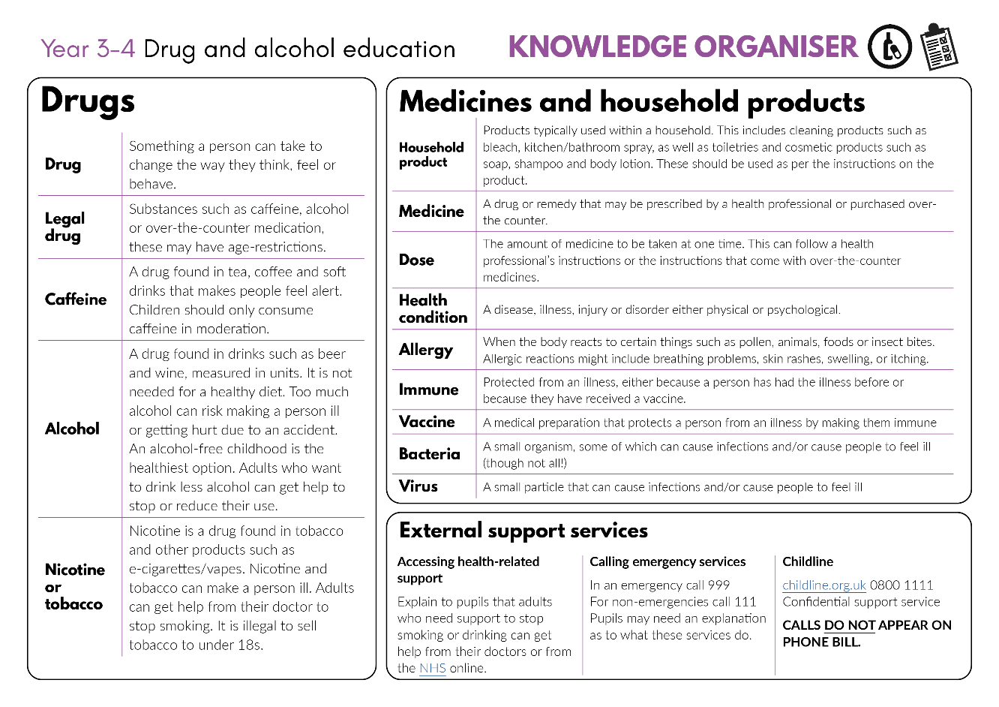 Year 3-4 Drug and alcohol education
KNOWLEDGE ORGANISER
Drugs
Drug
Something a person can take to
change the way they think, feel or
behave.
Legal
drug
Substances such as caffeine, alcohol
or over-the-counter medication,
these may have age-restrictions.
Caffeine
A drug found in tea, coffee and soft
drinks that makes people feel alert.
Children should only consume
caffeine in moderation.
Alcohol
A drug found in drinks such as beer
and wine, measured in units. It is not
needed for a healthy diet. Too much
alcohol can risk making a person ill
or getting hurt due to an accident.
An alcohol-free childhood is the
healthiest option. Adults who want
to drink less alcohol can get help to
stop or reduce their use.
Nicotine
or
tobacco
Nicotine is a drug found in tobacco
and other products such as
e-cigarettes/vapes. Nicotine and
tobacco can make a person ill. Adults
can get help from their doctor to
stop smoking. It is illegal to sell
tobacco to under 18s.
Medicines and household products
Household
product
Products typically used within a household. This includes cleaning products such as
bleach, kitchen/bathroom spray, as well as toiletries and cosmetic products such as
soap, shampoo and body lotion. These should be used as per the instructions on the
product.
Medicine
A drug or remedy that may be prescribed by a health professional or purchased over-
the counter.
Dose
The amount of medicine to be taken at one time. This can follow a health
professional's instructions or the instructions that come with over-the-counter
medicines.
Health
condition
A disease, illness, injury or disorder either physical or psychological.
Allergy
When the body reacts to certain things such as pollen, animals, foods or insect bites.
Allergic reactions might include breathing problems, skin rashes, swelling, or itching.
Immune
Protected from an illness, either because a person has had the illness before or
because they have received a vaccine.
Vaccine
A medical preparation that protects a person from an illness by making them immune
Bacteria
A small organism, some of which can cause infections and/or cause people to feel ill
(though not all!)
Virus
A small particle that can cause infections and/or cause people to feel ill
External support services
Accessing health-related
support
Explain to pupils that adults
who need support to stop
smoking or drinking can get
help from their doctors or from
the NHS online.
Calling emergency services
In an emergency call 999
For non-emergencies call 111
Pupils may need an explanation
as to what these services do.
Childline
childline.org.uk 0800 1111
Confidential support service
CALLS DO NOT APPEAR ON
PHONE BILL.